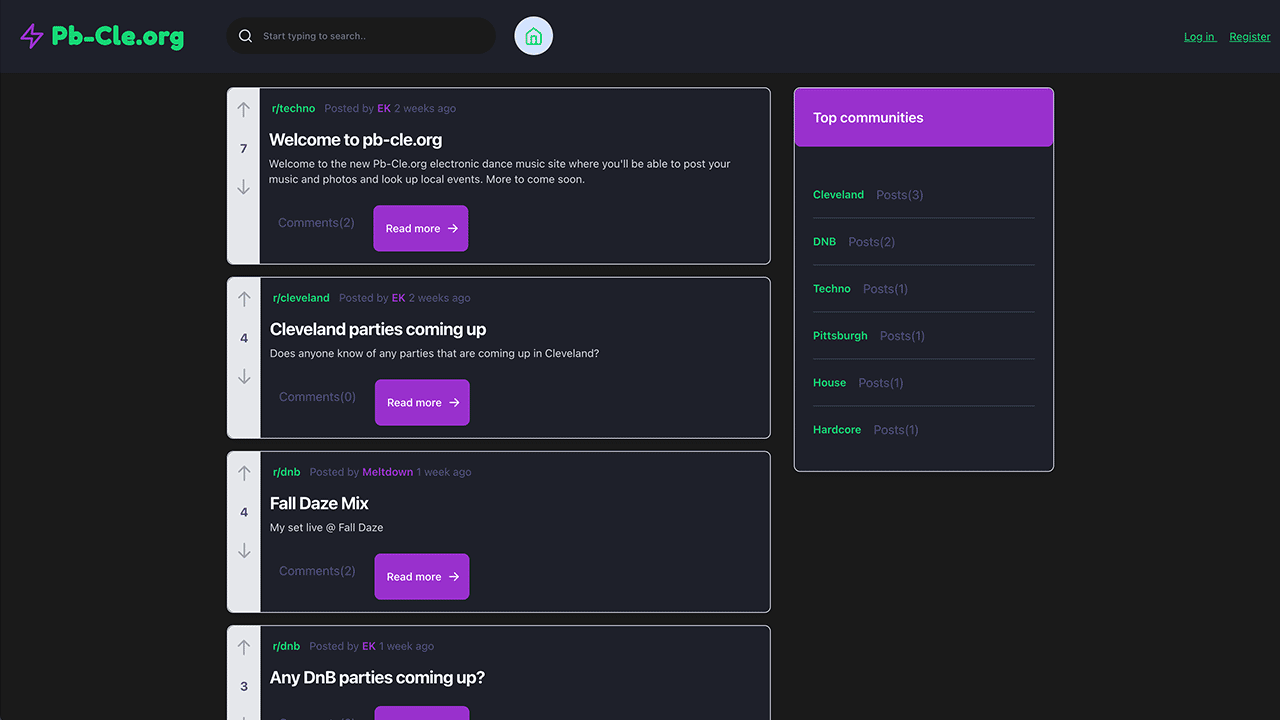 Pb-Cle.org
Start typing to search..
Log in
Register
r/techno Posted by EK 2 weeks ago
7
Welcome to pb-cle.org
Welcome to the new Pb-Cle.org electronic dance music site where you'll be able to post your
music and photos and look up local events. More to come soon.
Comments(2)
Read more →
r/cleveland Posted by EK 2 weeks ago
4
Cleveland parties coming up
Does anyone know of any parties that are coming up in Cleveland?
Comments(0)
Read more →
r/dnb Posted by Meltdown 1 week ago
4
Fall Daze Mix
My set live @ Fall Daze
Comments(2)
Read more →
r/dnb Posted by EK 1 week ago
3
Any DnB parties coming up?
Top communities
Cleveland Posts(3)
DNB Posts(2)
Techno Posts(1)
Pittsburgh Posts(1)
House Posts(1)
Hardcore Posts(1)